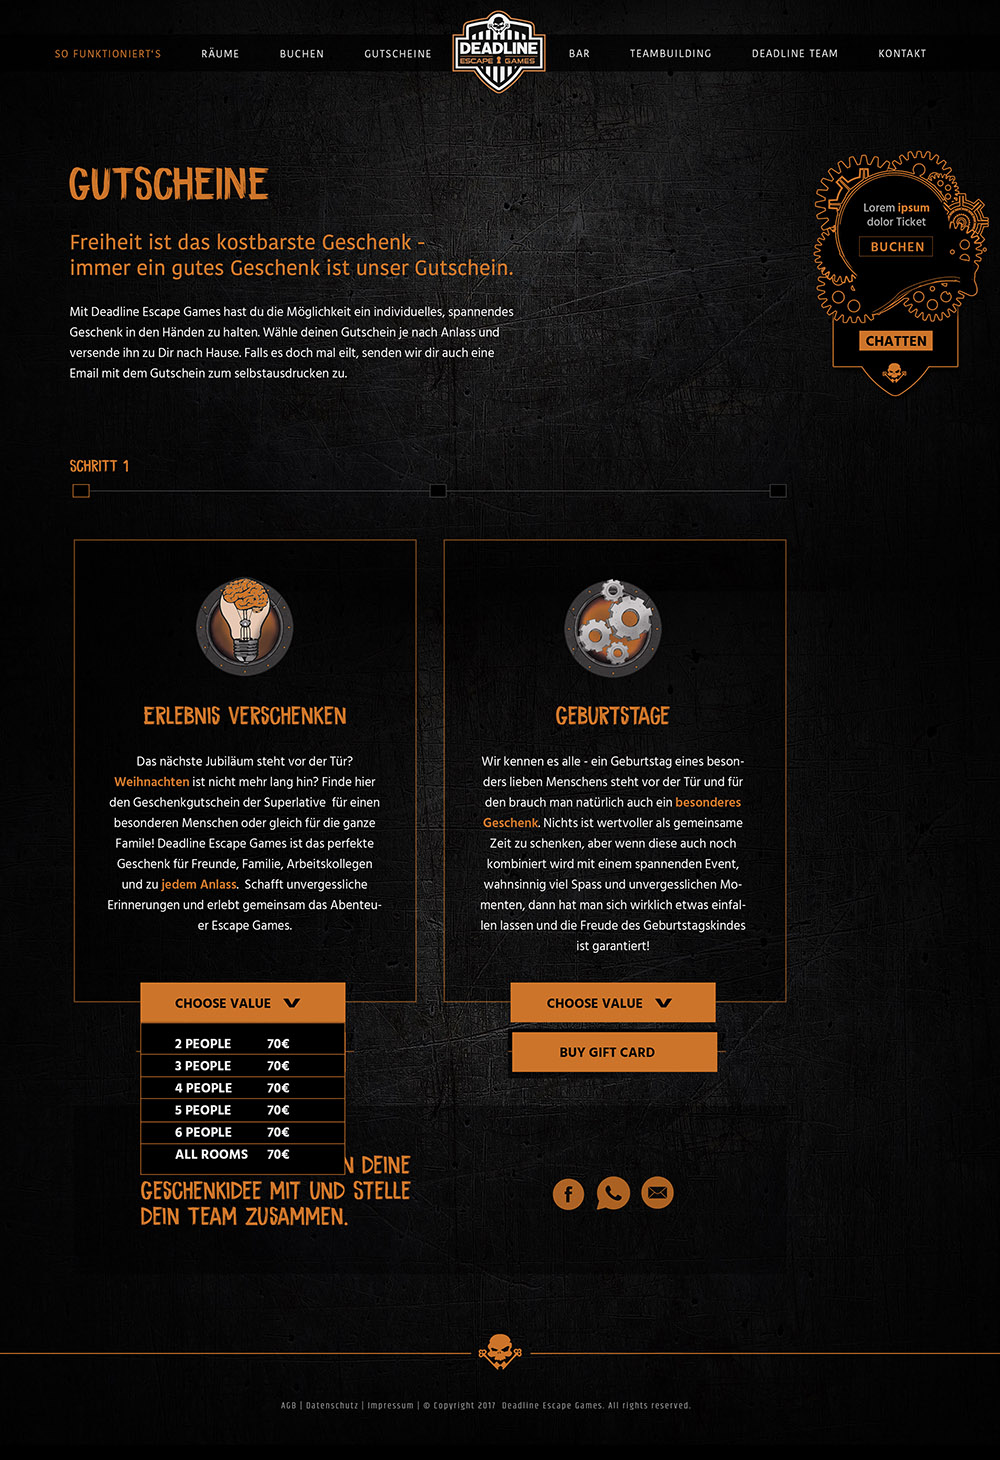 SO FUNKTIONIERT'S RÄUME BUCHEN GUTSCHEINE DEADLINE ESCAPE GAMES BAR TEAMBUILDING DEADLINE TEAM KONTAKT
GUTSCHEINE
Freiheit ist das kostbarste Geschenk -
immer ein gutes Geschenk ist unser Gutschein.
Mit Deadline Escape Games hast du die Möglichkeit ein individuelles, spannendes
Geschenk in den Händen zu halten. Wähle deinen Gutschein je nach Anlass und
versende ihn zu Dir nach Hause. Falls es doch mal eilt, senden wir dir auch eine
Email mit dem Gutschein zum selbstausdrucken zu.
Lorem ipsum
dolor Ticket
BUCHEN
CHATTEN
SCHRITT 1
ERLEBNIS VERSCHENKEN
Das nächste Jubiläum steht vor der Tür?
Weihnachten ist nicht mehr lang hin? Finde hier
den Geschenkgutschein der Superlative  für einen
besonderen Menschen oder gleich für die ganze
Famile! Deadline Escape Games ist das perfekte
Geschenk für Freunde, Familie, Arbeitskollegen
und zu jedem Anlass.  Schafft unvergessliche
Erinnerungen und erlebt gemeinsam das Abenteu-
er Escape Games.
CHOOSE VALUE
2 PEOPLE 70€
3 PEOPLE 70€
4 PEOPLE 70€
5 PEOPLE 70€
6 PEOPLE 70€
ALL ROOMS 70€
GEBURTSTAGE
Wir kennen es alle - ein Geburtstag eines beson-
ders lieben Menschens steht vor der Tür und für
den brauch man natürlich auch ein besonderes
Geschenk. Nichts ist wertvoller als gemeinsame
Zeit zu schenken, aber wenn diese auch noch
kombiniert wird mit einem spannenden Event,
wahnsinnig viel Spass und unvergesslichen Mo-
menten, dann hat man sich wirklich etwas einfal-
len lassen und die Freude des Geburtstagskindes
ist garantiert!
CHOOSE VALUE
BUY GIFT CARD
N DEINE
GESCHENKIDEE MIT UND STELLE
DEIN TEAM ZUSAMMEN.
AGB | Datenschutz | Impressum | © Copyright 2017  Deadline Escape Games. All rights reserved.